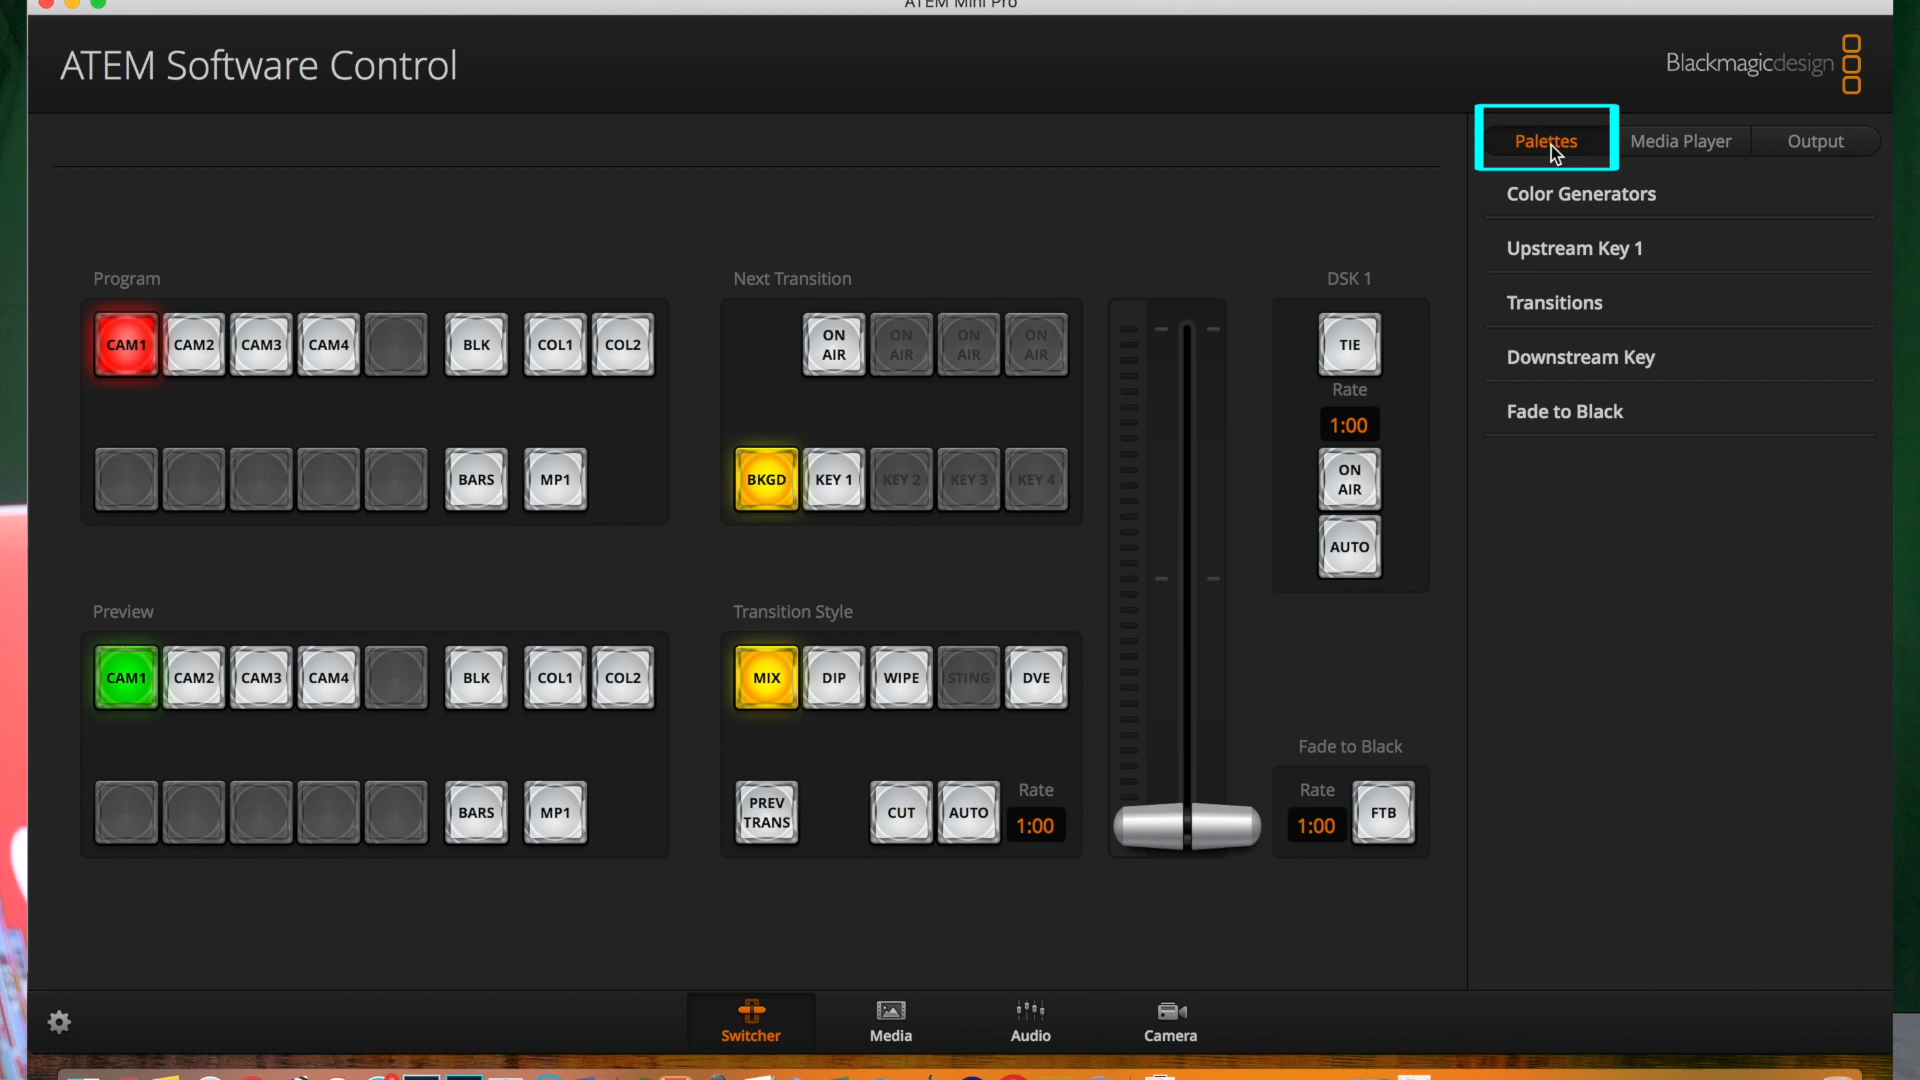 ATEM Mini Pro
ATEM Software Control
Blackmagicdesign
Palettes
Media Player
Output
Color Generators
Upstream Key 1
Transitions
Downstream Key
Fade to Black
Program
CAM1
CAM2
CAM3
CAM4
BLK
COL1
COL2
BARS
MP1
Next Transition
ON
AIR
ON
AIR
ON
AIR
ON
AIR
BKGD
KEY 1
KEY 2
KEY 3
KEY 4
DSK 1
TIE
Rate
1:00
ON
AIR
AUTO
Preview
CAM1
CAM2
CAM3
CAM4
BLK
COL1
COL2
BARS
MP1
Transition Style
MIX
DIP
WIPE
STING
DVE
PREV
TRANS
CUT
AUTO
Rate
1:00
Fade to Black
Rate
1:00
FTB
Switcher
Media
Audio
Camera